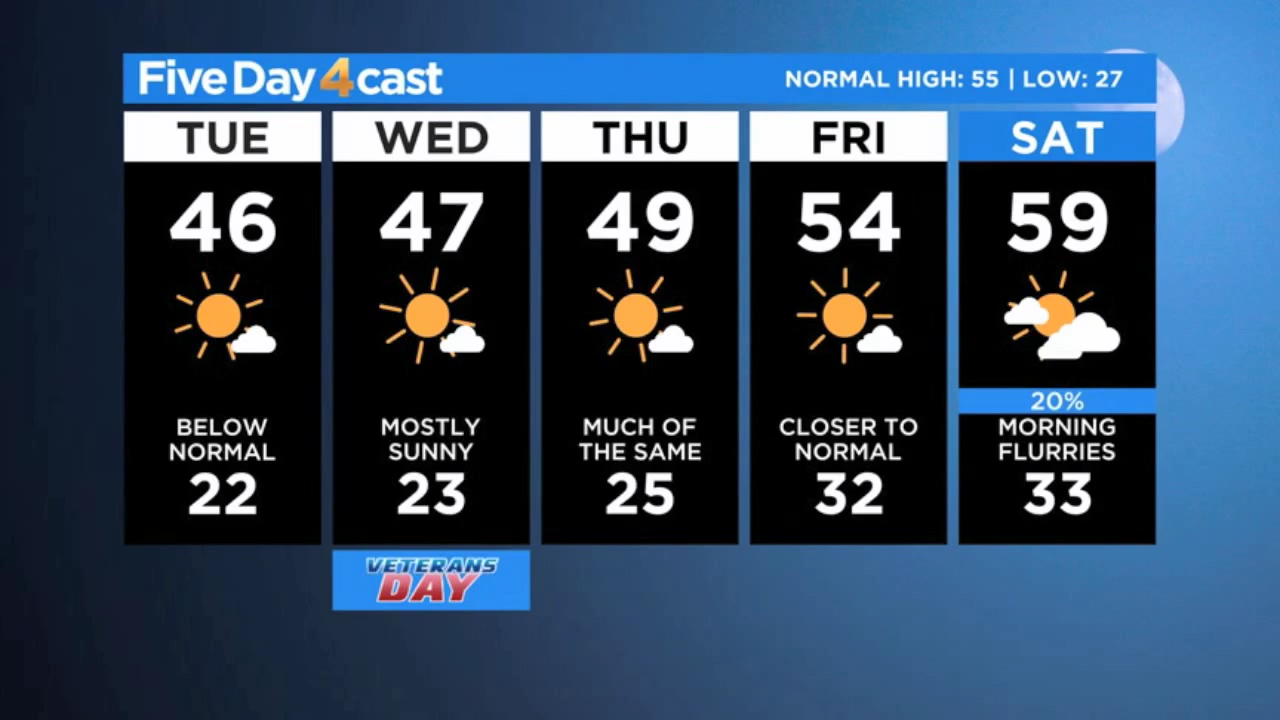 Five Day 4cast
NORMAL HIGH: 55 | LOW: 27
TUE
46
BELOW
NORMAL
22
WED
47
MOSTLY
SUNNY
23
VETERANS
DAY
THU
49
MUCH OF
THE SAME
25
FRI
54
CLOSER TO
NORMAL
32
SAT
59
20%
MORNING
FLURRIES
33